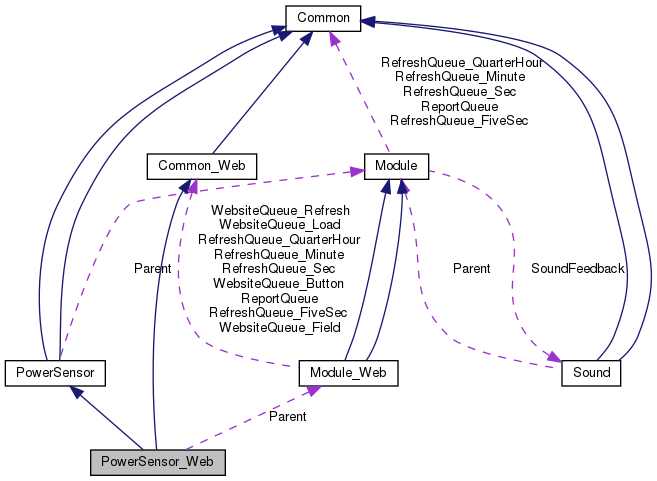 Common
RefreshQueue_QuarterHour
RefreshQueue_Minute
RefreshQueue_Sec
ReportQueue
RefreshQueue_FiveSec
Common_Web
Module
WebsiteQueue_Refresh
WebsiteQueue_Load
RefreshQueue_QuarterHour
RefreshQueue_Minute
RefreshQueue_Sec
WebsiteQueue_Button
ReportQueue
RefreshQueue_FiveSec
WebsiteQueue_Field
Parent
Parent
SoundFeedback
PowerSensor
Module_Web
Sound
Parent
PowerSensor_Web